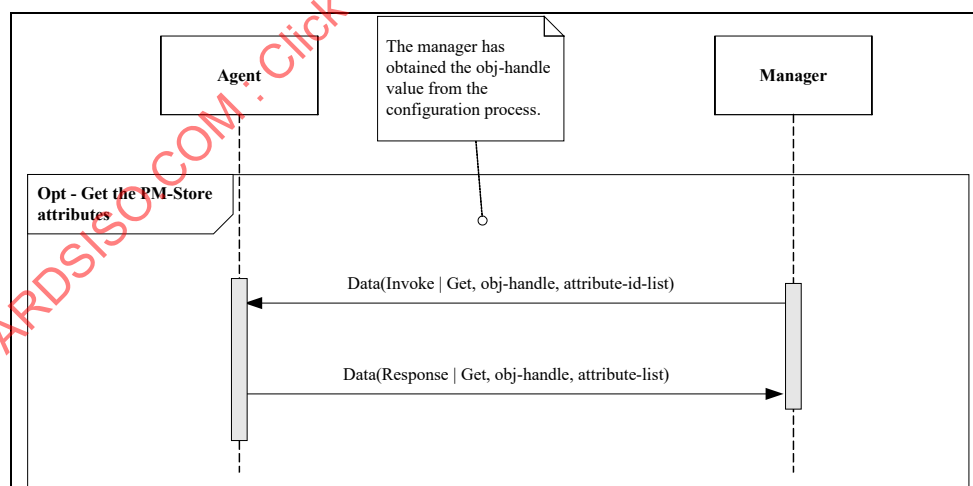 The manager has
obtained the obj-handle
value from the
configuration process.
Agent
Manager
Opt - Get the PM-Store
attributes
Data(Invoke | Get, obj-handle, attribute-id-list)
Data(Response | Get, obj-handle, attribute-list)
ARDSISO.COM : Click